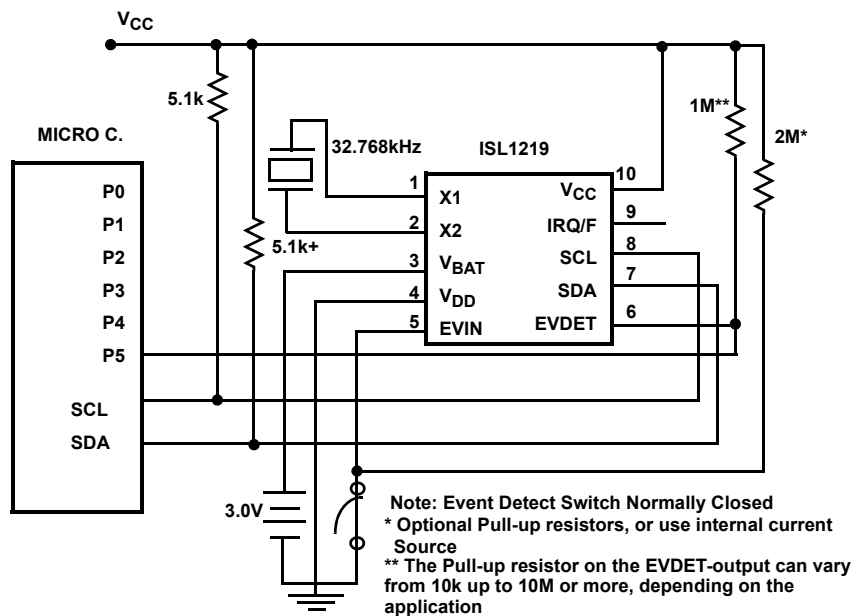 VCC
5.1k
1M**
2M*
MICRO C.
32.768kHz
ISL1219
P0
P1
P2
P3
P4
P5
SCL
SDA
5.1k+
1
2
3
4
5
X1
X2
VBAT
VDD
EVIN
VCC
IRQ/F
SCL
SDA
EVDET
10
9
8
7
6
3.0V
Note: Event Detect Switch Normally Closed
* Optional Pull-up resistors, or use internal current
Source
** The Pull-up resistor on the EVDET-output can vary
from 10k up to 10M or more, depending on the
application